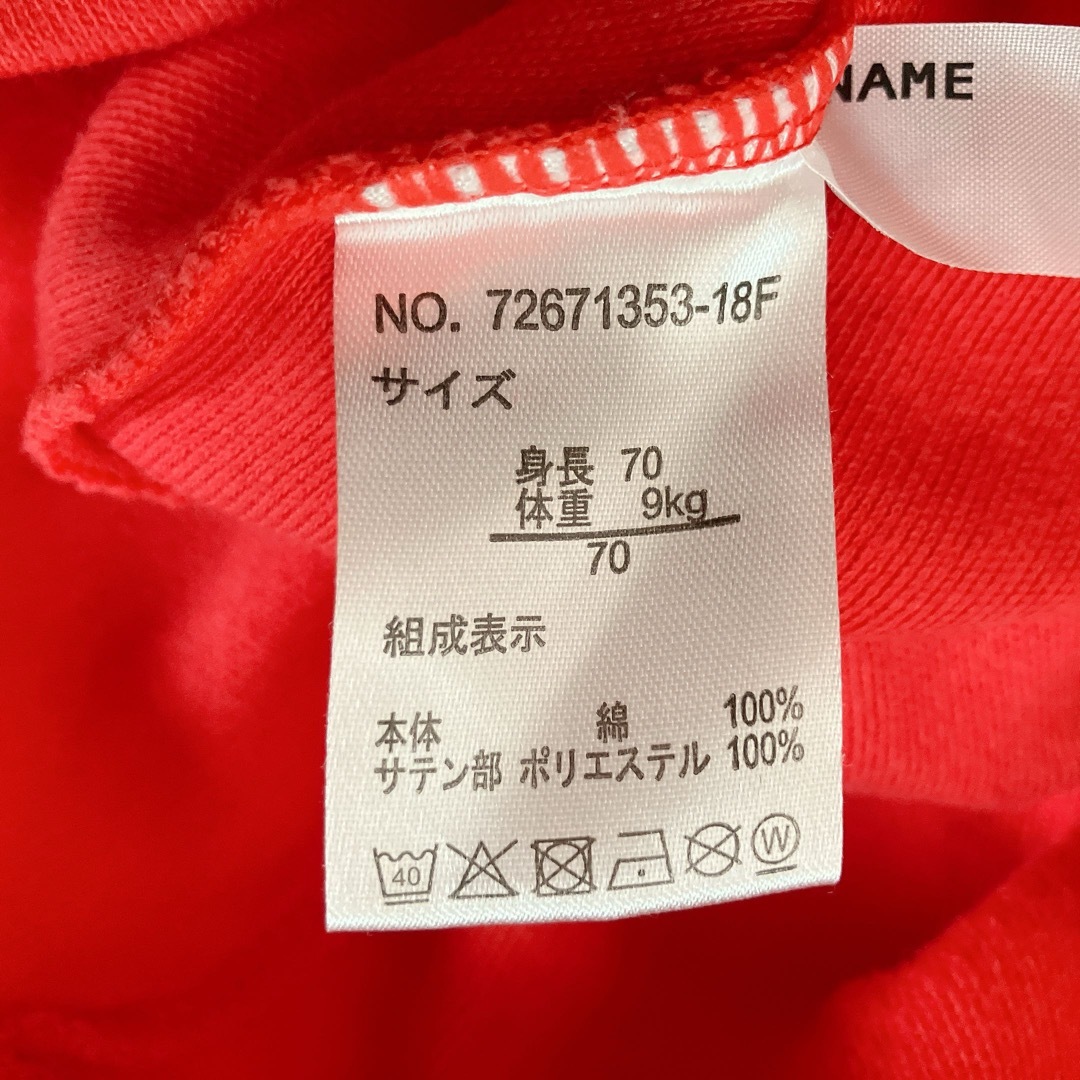 NAME
NO. 72671353-18F
サイズ
身長 70
体重 9kg
70
組成表示
本体 綿 100%
サテン部 ポリエステル 100%
40 W